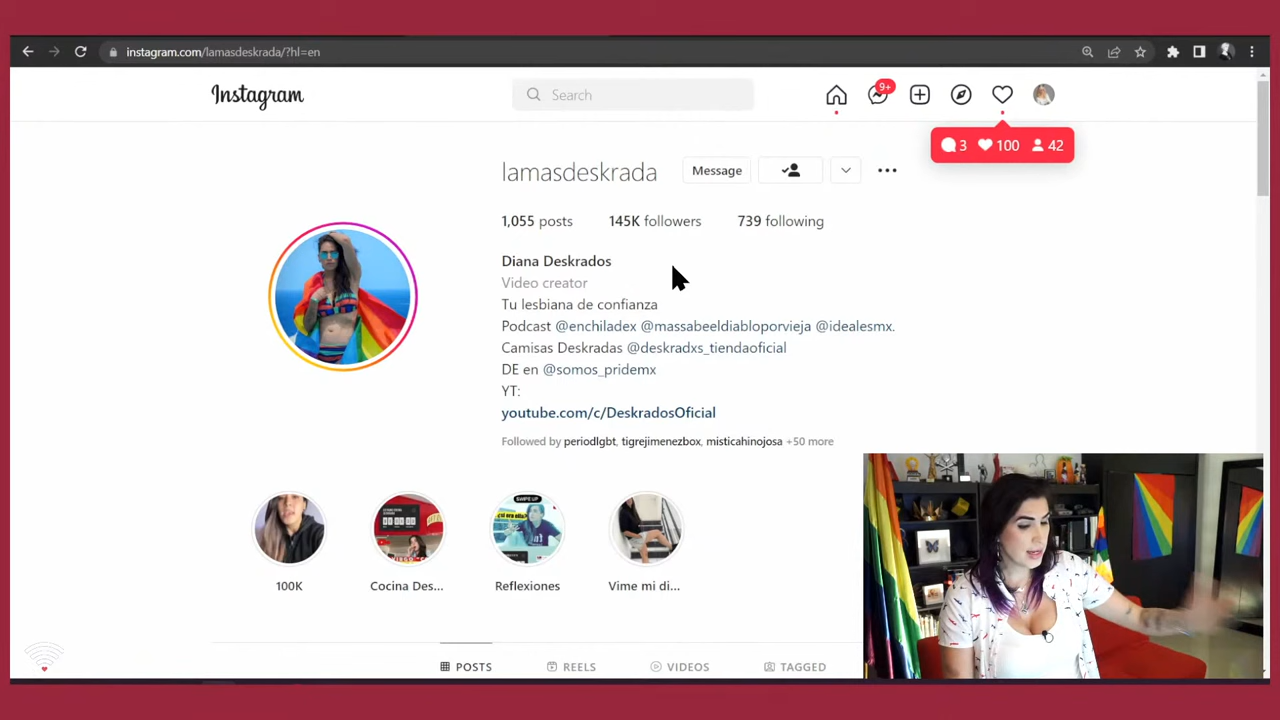 instagram.com/lamasdeskrada/?hl=en
Instagram
Search
9+
3 100 42
lamasdeskrada Message
1,055 posts 145K followers 739 following
Diana Deskrados
Video creator
Tu lesbiana de confianza
Podcast @enchiladex @massabeeldiabloporvieja @idealesmx.
Camisas Deskradas @deskradxs_tiendaoficial
DE en @somos_pridemx
YT:
youtube.com/c/DeskradosOficial
Followed by periodlgbt, tigrejimenezbox, misticahinojosa +50 more
SWIPE UP
100K Cocina Des... Reflexiones Vime mi di...
POSTS REELS VIDEOS TAGGED